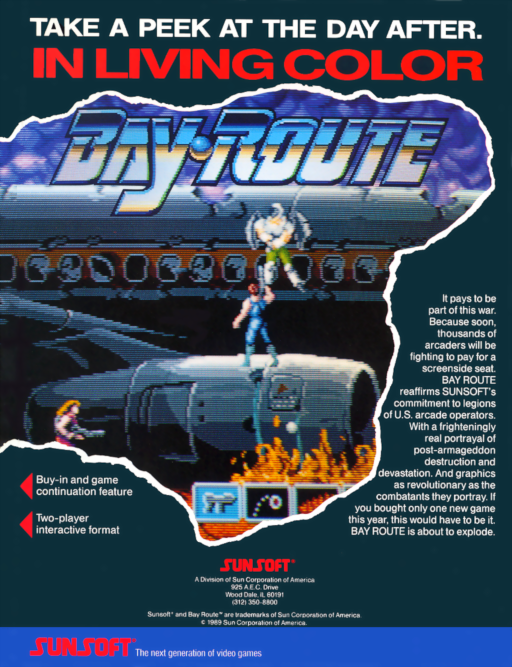 TAKE A PEEK AT THE DAY AFTER.
IN LIVING COLOR
BAY•ROUTE
It pays to be
part of this war.
Because soon,
thousands of
arcaders will be
fighting to pay for a
screenside seat.
BAY ROUTE
reaffirms SUNSOFT's
commitment to legions
of U.S. arcade operators.
With a frighteningly
real portrayal of
post-armageddon
destruction and
devastation. And graphics
as revolutionary as the
combatants they portray. If
you bought only one new game
this year, this would have to be it.
BAY ROUTE is about to explode.
Buy-in and game
continuation feature
Two-player
interactive format
SUNSOFT®
A Division of Sun Corporation of America
925 A.E.C. Drive
Wood Dale, IL 60191
(312) 350-8800
Sunsoft® and Bay Route™ are trademarks of Sun Corporation of America.
© 1989 Sun Corporation of America.
SUNSOFT® The next generation of video games